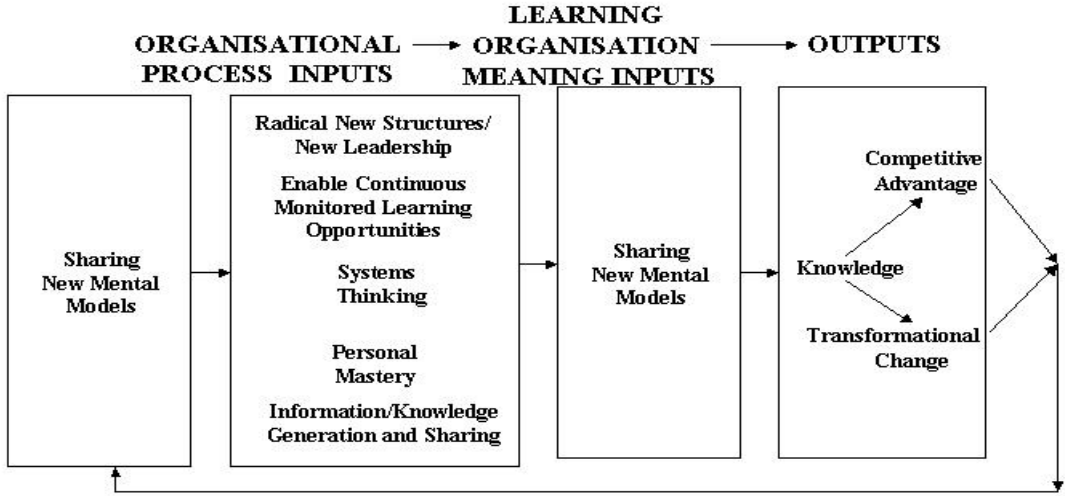 ORGANISATIONAL
PROCESS INPUTS
LEARNING
ORGANISATION
MEANING INPUTS
OUTPUTS
Sharing
New Mental
Models
Radical New Structures/
New Leadership
Enable Continuous
Monitored Learning
Opportunities
Systems
Thinking
Personal
Mastery
Information/Knowledge
Generation and Sharing
Sharing
New Mental
Models
Competitive
Advantage
Knowledge
Transformational
Change